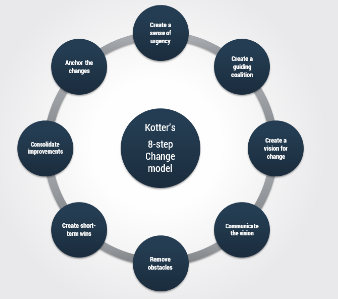 Create a
sense of
urgency
Create a
guiding
coalition
Create a
vision for
change
Communicate
the vision
Remove
obstacles
Create short-
term wins
Consolidate
improvements
Anchor the
changes
Kotter's
8-step
Change
model